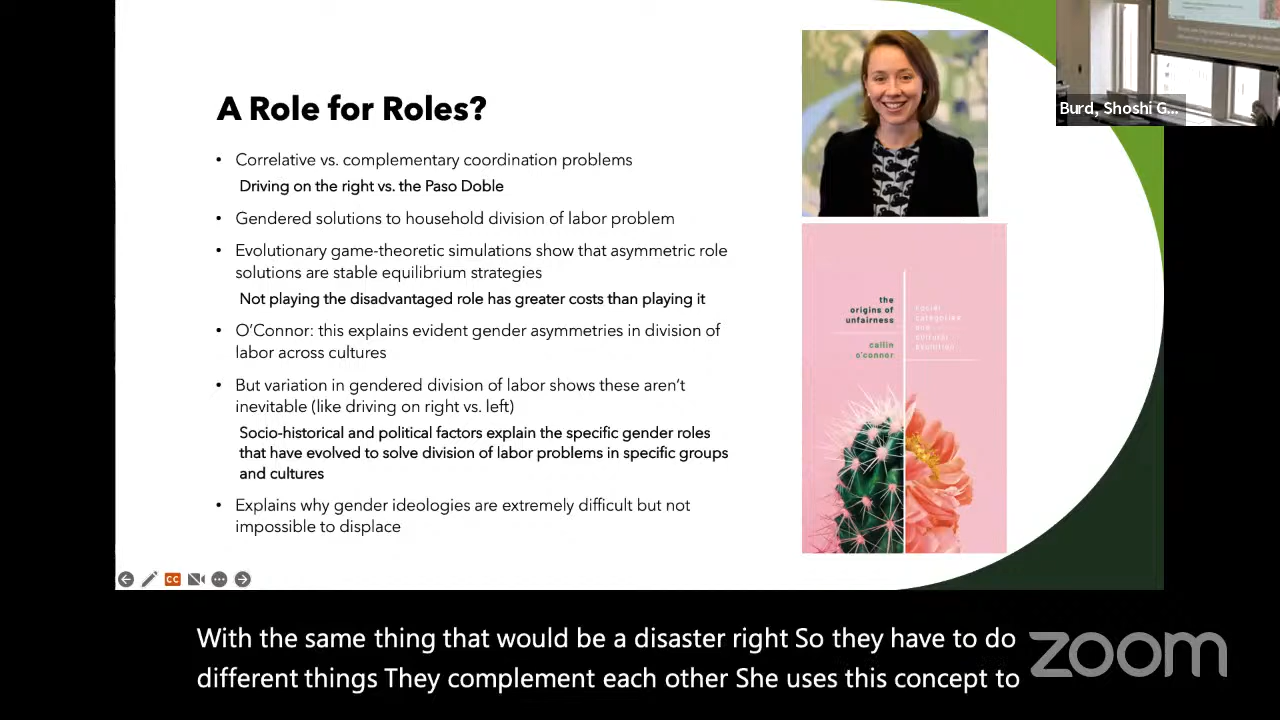 A Role for Roles?
• Correlative vs. complementary coordination problems
Driving on the right vs. the Paso Doble
• Gendered solutions to household division of labor problem
• Evolutionary game-theoretic simulations show that asymmetric role
solutions are stable equilibrium strategies
Not playing the disadvantaged role has greater costs than playing it
• O’Connor: this explains evident gender asymmetries in division of
labor across cultures
• But variation in gendered division of labor shows these aren’t
inevitable (like driving on right vs. left)
Socio-historical and political factors explain the specific gender roles
that have evolved to solve division of labor problems in specific groups
and cultures
• Explains why gender ideologies are extremely difficult but not
impossible to displace
Burd, Shoshi G...
the
origins of
unfairness
cailin
o'connor
social
categories
and
cultural
evolution
CC
With the same thing that would be a disaster right So they have to do
different things They complement each other She uses this concept to
zoom